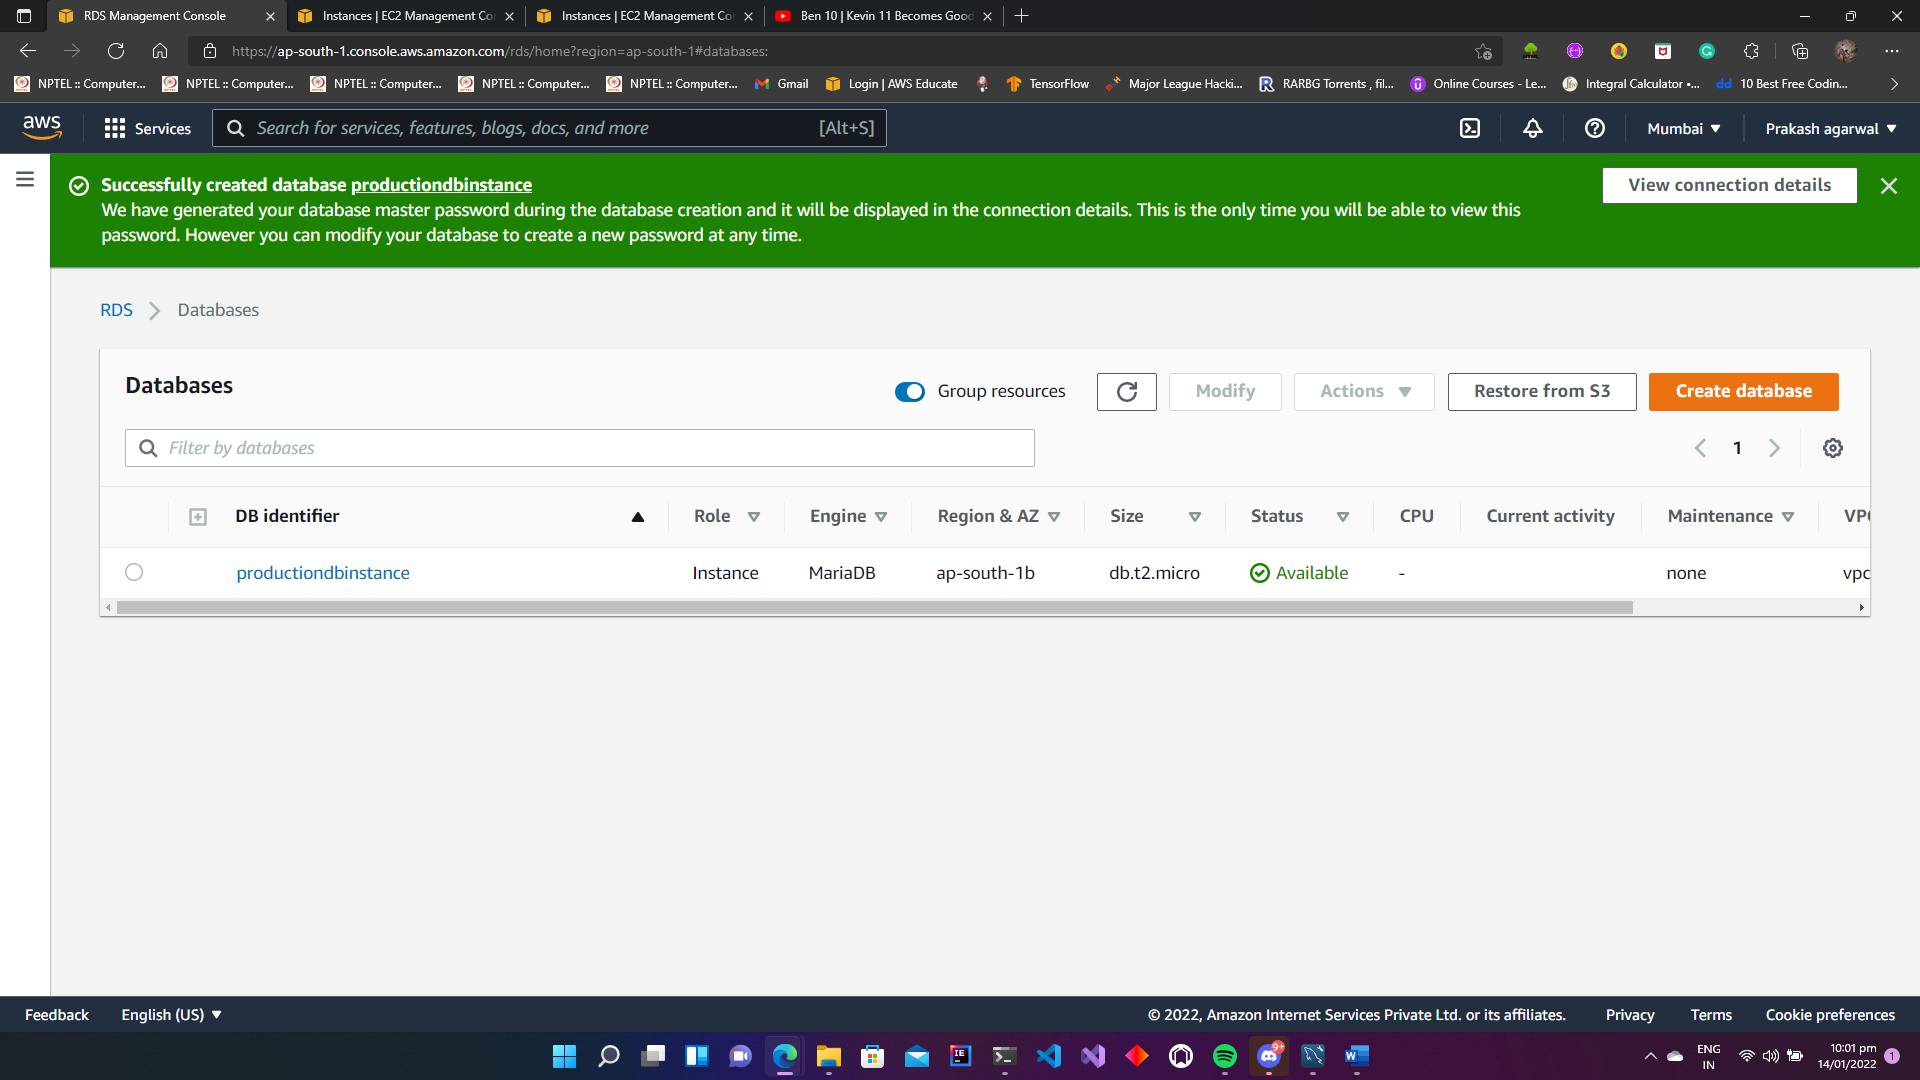 RDS Management Console
Instances | EC2 Management Co
Instances | EC2 Management Co
Ben 10 | Kevin 11 Becomes Good
https://ap-south-1.console.aws.amazon.com/rds/home?region=ap-south-1#databases:
NPTEL :: Computer...
NPTEL :: Computer...
NPTEL :: Computer...
NPTEL :: Computer...
NPTEL :: Computer...
Gmail
Login | AWS Educate
TensorFlow
Major League Hacki...
RARBG Torrents , fil...
Online Courses - Le...
Integral Calculator •...
dd 10 Best Free Codin...
aws
Services
Search for services, features, blogs, docs, and more [Alt+S]
Mumbai
Prakash agarwal
Successfully created database productiondbinstance
We have generated your database master password during the database creation and it will be displayed in the connection details. This is the only time you will be able to view this
password. However you can modify your database to create a new password at any time.
View connection details
RDS
Databases
Databases
Group resources
Modify
Actions
Restore from S3
Create database
Filter by databases
1
DB identifier Role Engine Region & AZ Size Status CPU Current activity Maintenance VPC
productiondbinstance Instance MariaDB ap-south-1b db.t2.micro Available - none vpc
Feedback
English (US)
© 2022, Amazon Internet Services Private Ltd. or its affiliates.
Privacy
Terms
Cookie preferences
9+
ENG
IN
10:01 pm
14/01/2022
1